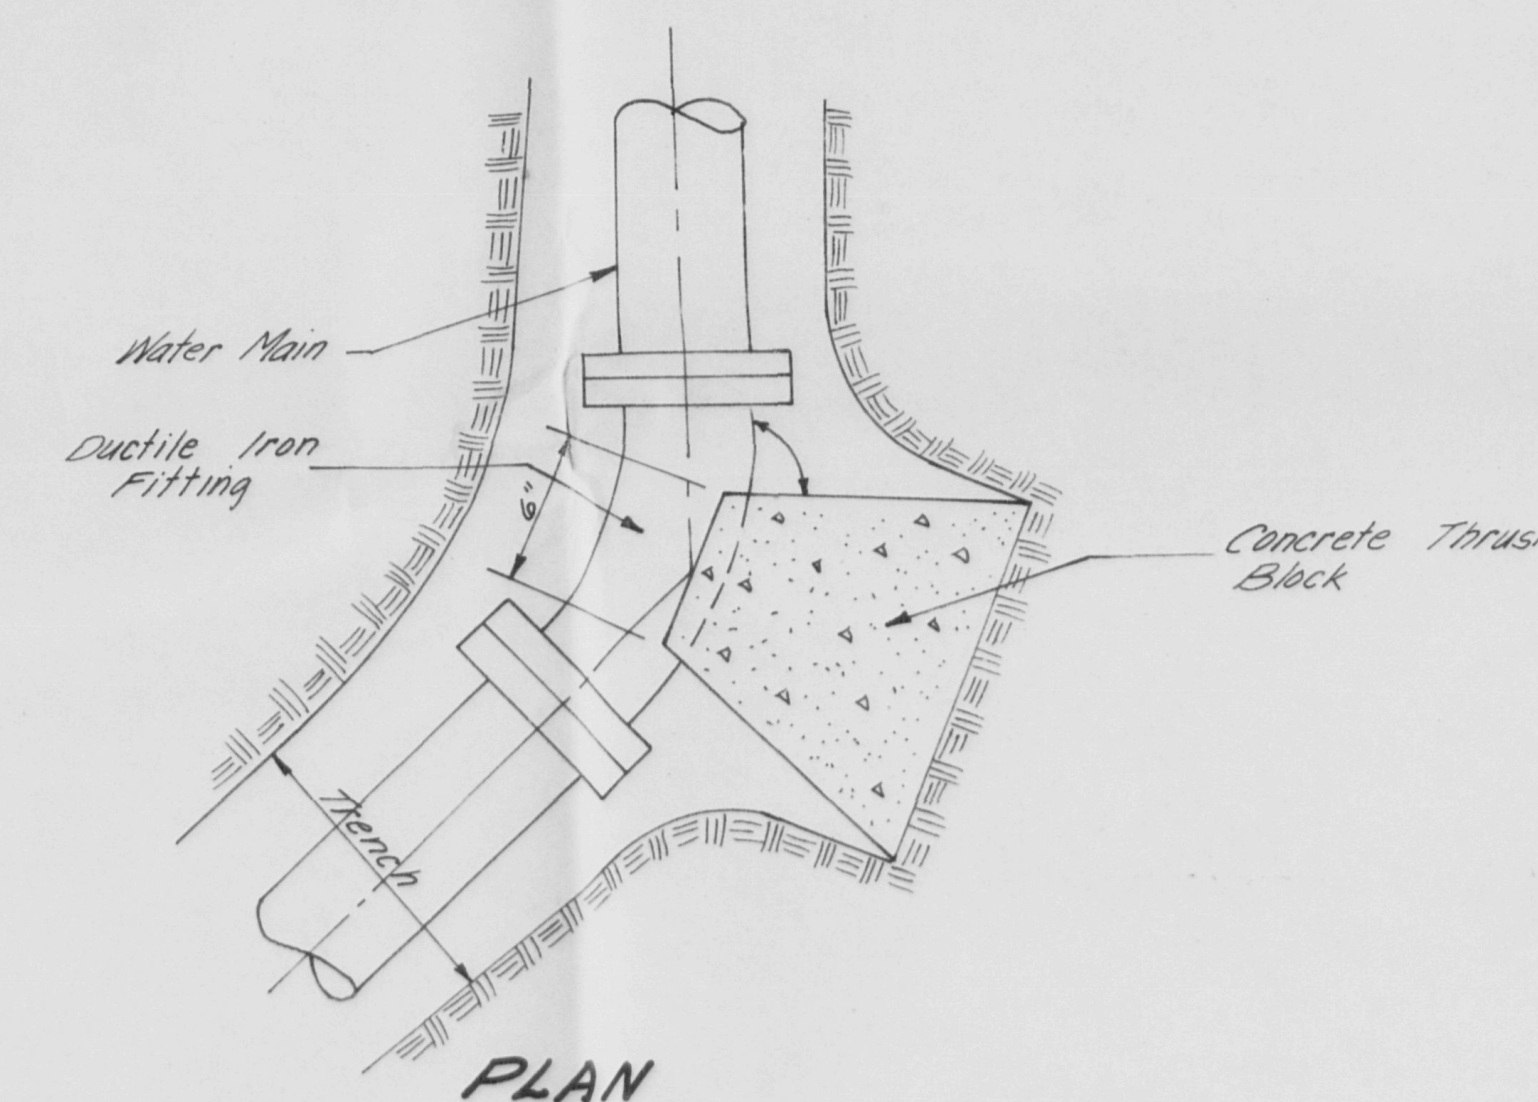 Water Main
Ductile Iron
Fitting
6"
Concrete Thrus
Block
Trench
PLAN